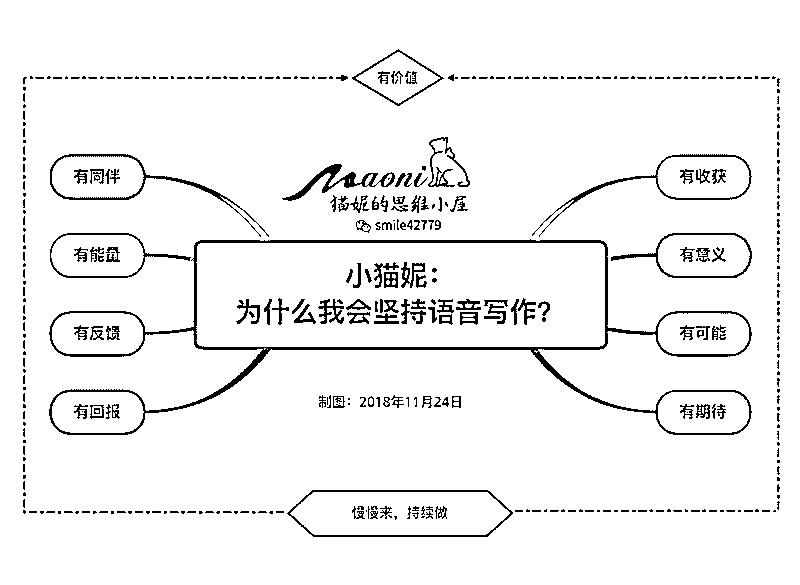 有价值
Maoni
猫妮的思维小屋
smile42779
有同伴
有能量
有反馈
有回报
小猫妮：
为什么我会坚持语音写作？
有收获
有意义
有可能
有期待
制图：2018年11月24日
慢慢来，持续做